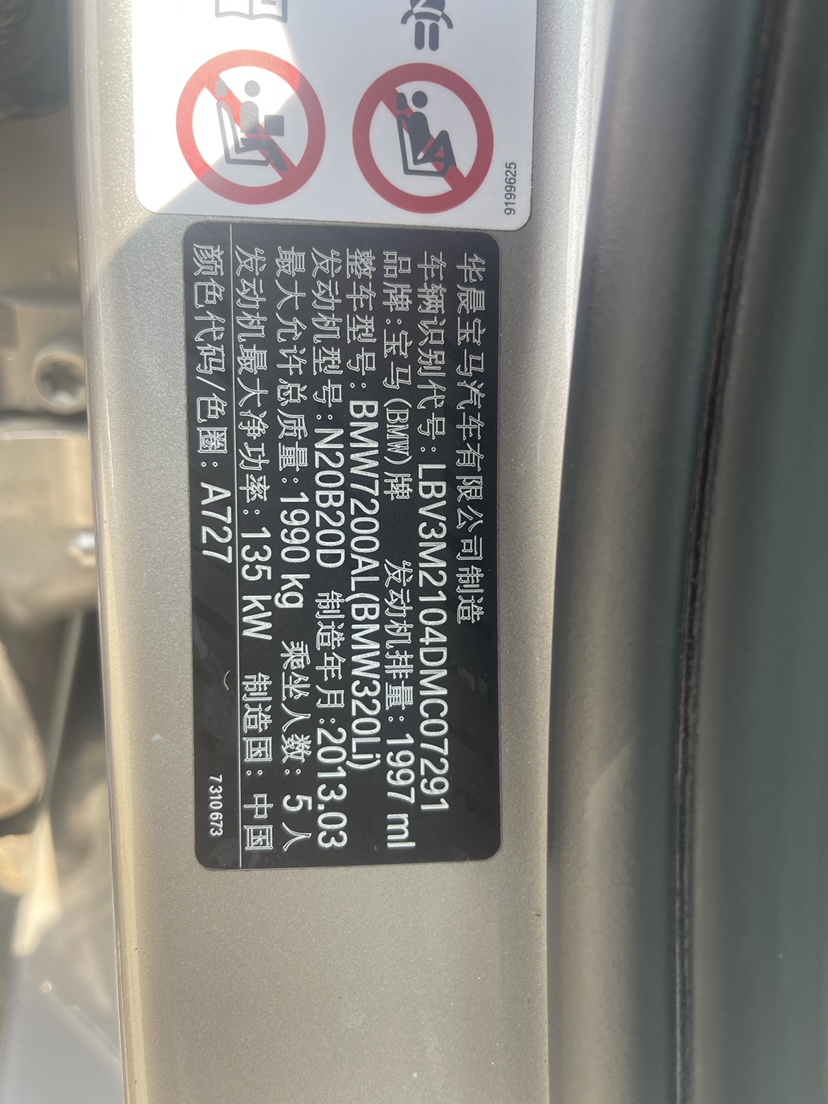 9199625
华晨宝马汽车有限公司制造
车辆识别代号:LBV3M2104DMC07291
品牌:宝马(BMW)牌 发动机排量:1997 ml
整车型号:BMW7200AL(BMW320Li)
发动机型号:N20B20D 制造年月:2013.03
最大允许总质量:1990 kg 乘坐人数:5人
发动机最大净功率:135 kW 制造国:中国
颜色代码/色圈:A727
7310673